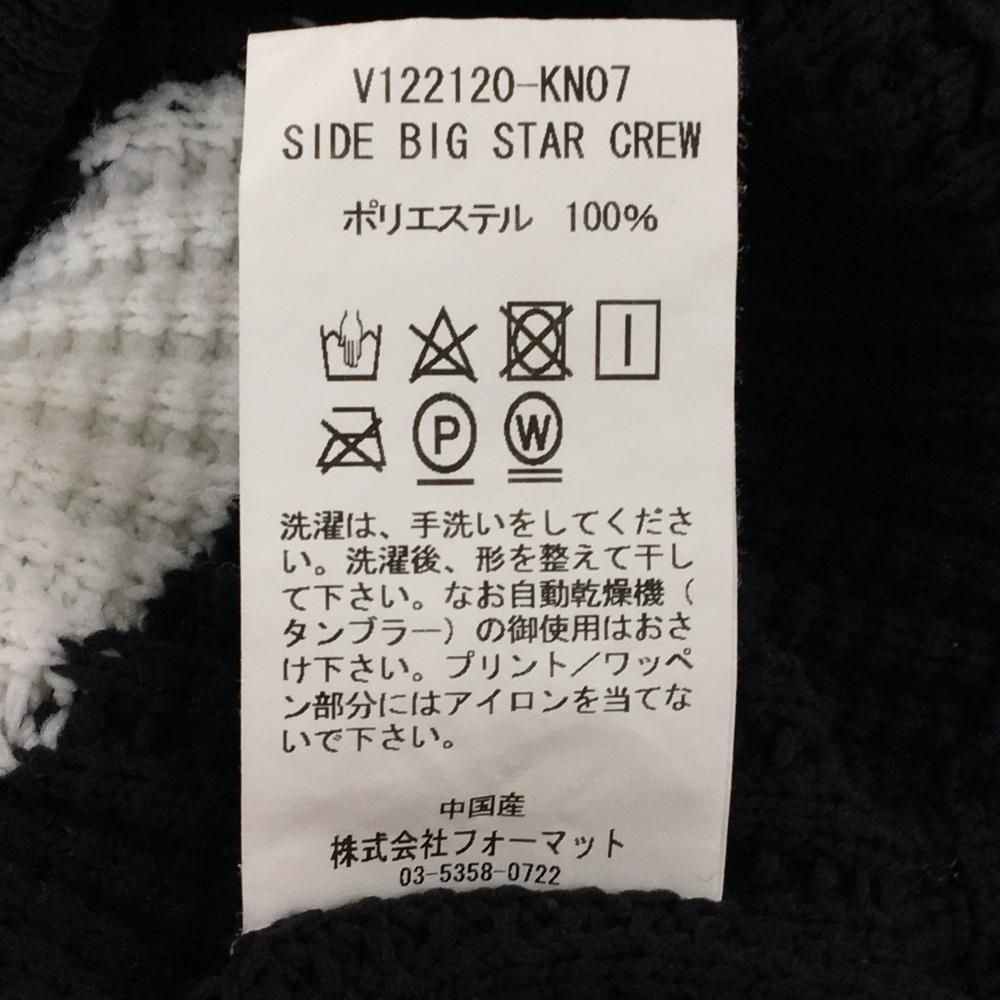 V122120-KN07
SIDE BIG STAR CREW
ポリエステル 100%
P W
洗濯は、手洗いをしてくださ
い。洗濯後、形を整えて干し
て下さい。なお自動乾燥機（
タンブラー）の御使用はおさ
け下さい。プリント／ワッペ
ン部分にはアイロンを当てな
いで下さい。
中国産
株式会社フォーマット
03-5358-0722